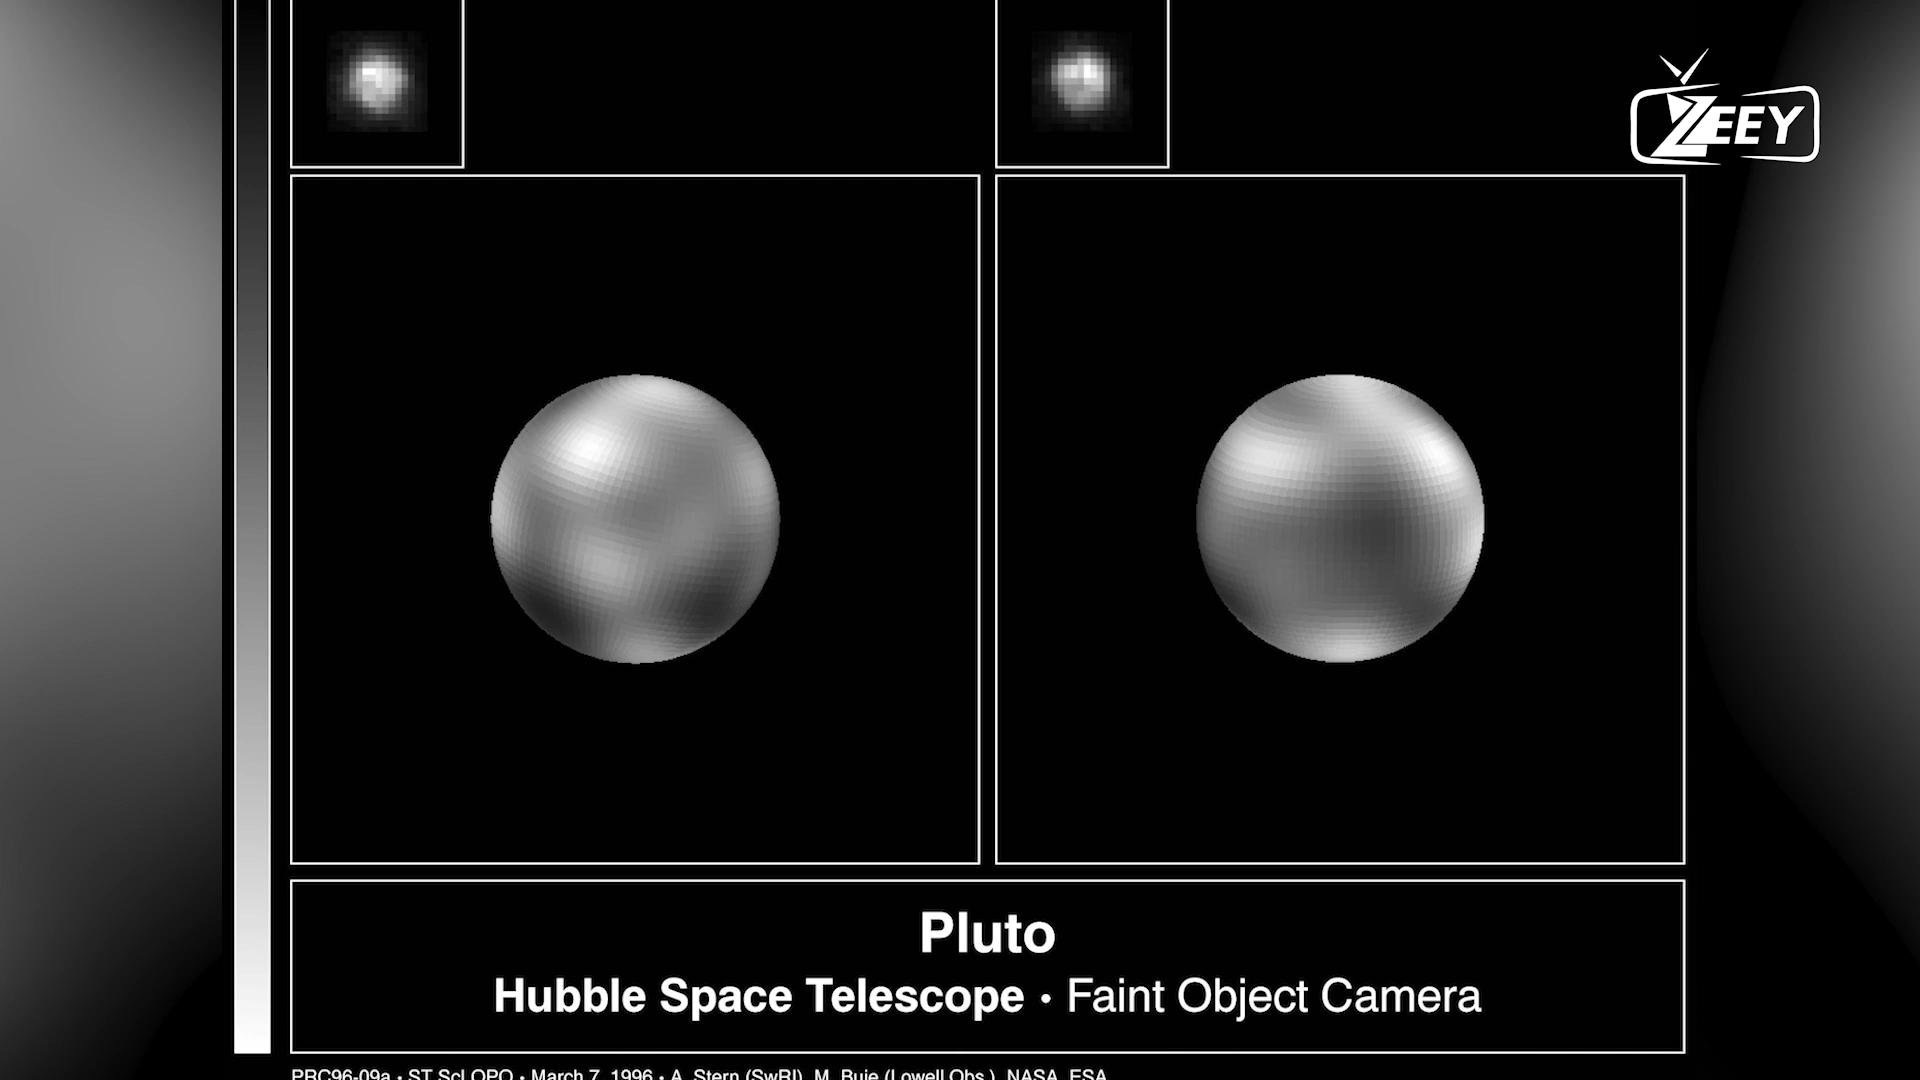 ZEEY
Pluto
Hubble Space Telescope • Faint Object Camera
PRC96-09a • ST ScI OPO • March 7, 1996 • A. Stern (SwRI), M. Buie (Lowell Obs.), NASA, ESA